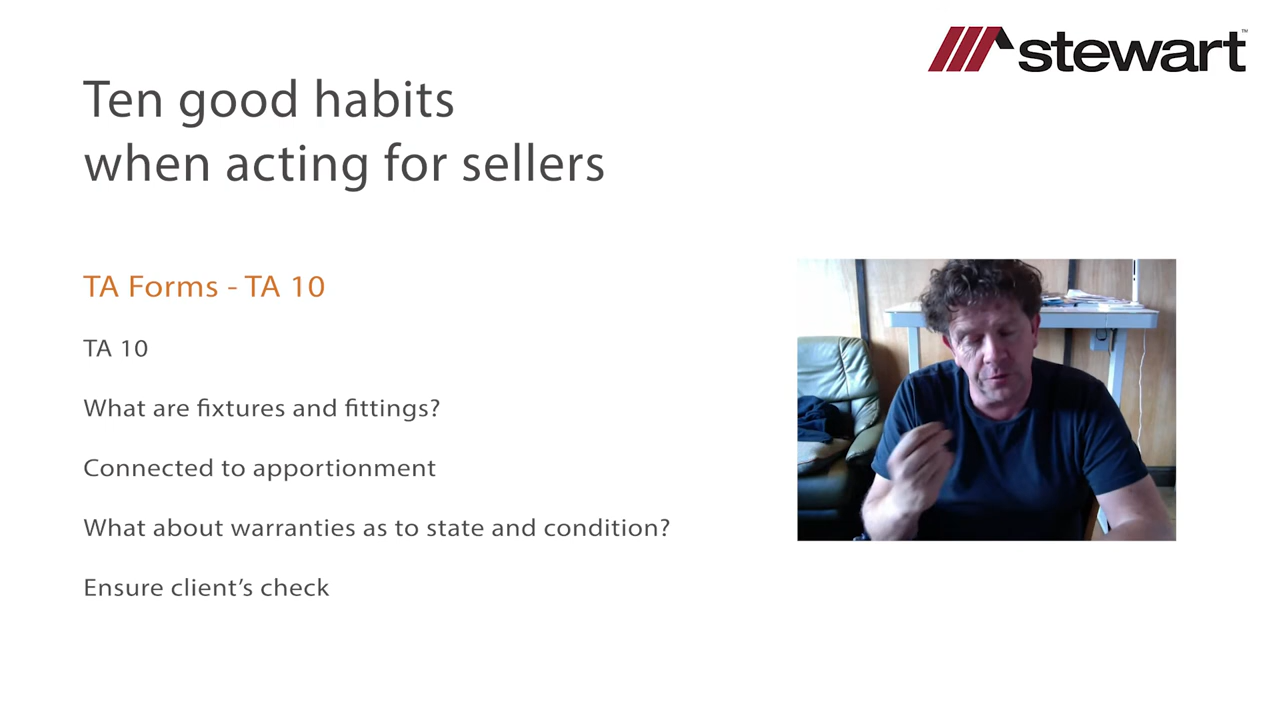 stewart™
Ten good habits
when acting for sellers
TA Forms - TA 10
TA 10
What are fixtures and fittings?
Connected to apportionment
What about warranties as to state and condition?
Ensure client’s check